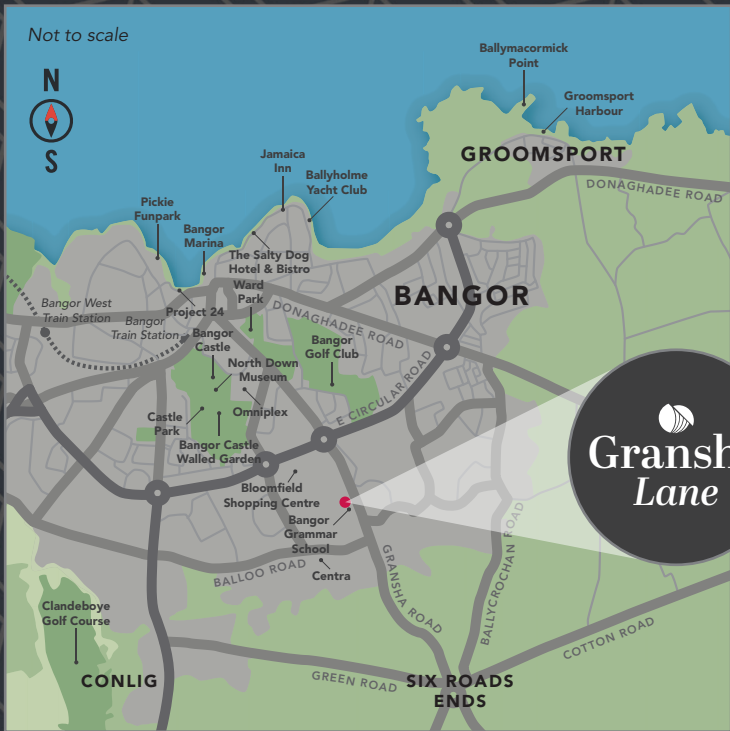 Not to scale
N
S
Ballymacormick
Point
Groomsport
Harbour
GROOMSPORT
DONAGHADEE ROAD
Jamaica
Inn
Ballyholme
Yacht Club
Pickie
Funpark
Bangor
Marina
The Salty Dog
Hotel & Bistro
Ward
Park
BANGOR
Bangor West
Train Station
Project 24
Bangor
Train Station
DONAGHADEE ROAD
Bangor
Castle
Bangor
Golf Club
North Down
Museum
E CIRCULAR ROAD
Castle
Park
Omniplex
Bangor Castle
Walled Garden
Gransh
Lane
Bloomfield
Shopping Centre
Bangor
Grammar
School
Centra
BALLOO ROAD
GRANSHA ROAD
BALLYCROCHAN ROAD
Clandeboye
Golf Course
COTTON ROAD
CONLIG
GREEN ROAD
SIX ROADS
ENDS